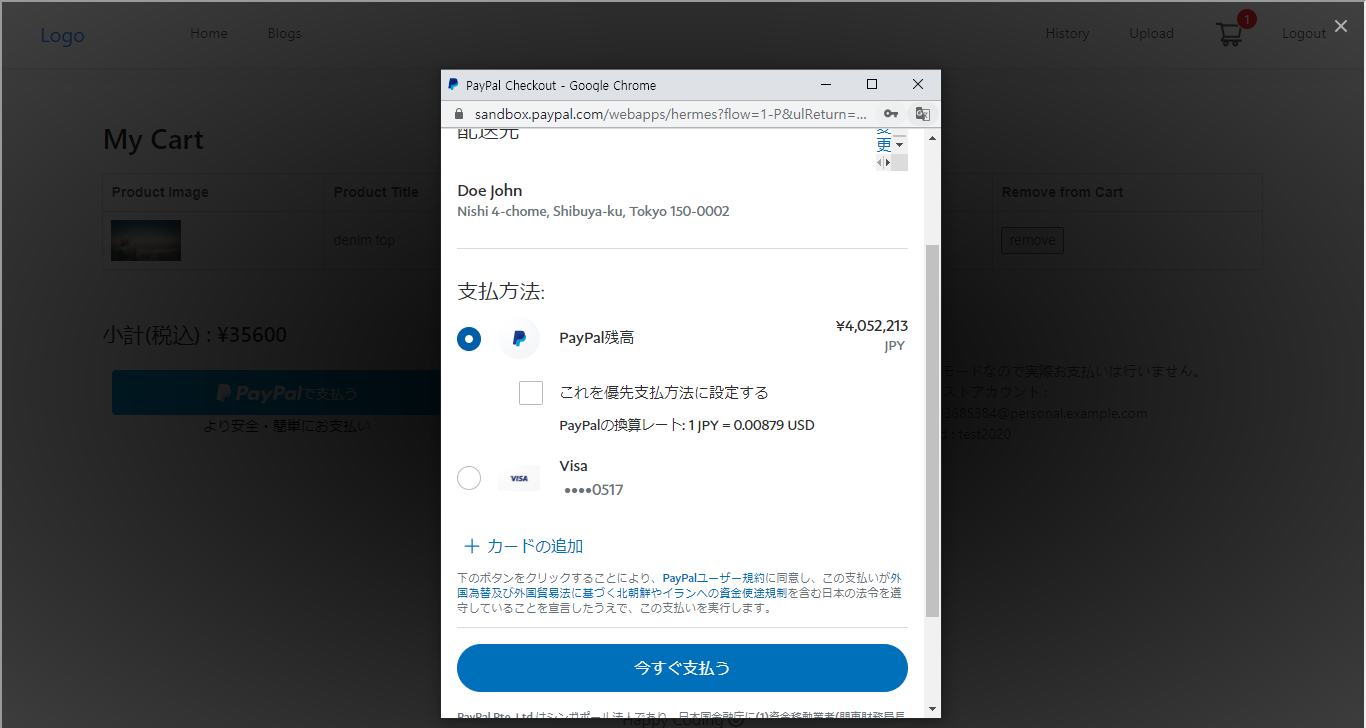 Logo
Home
Blogs
History
Upload
1
Logout
PayPal Checkout - Google Chrome
sandbox.paypal.com/webapps/hermes?flow=1-P&ulReturn=...
My Cart
配送先
変
更
Product Image
Product Title
Remove from Cart
denim top
remove
Doe John
Nishi 4-chome, Shibuya-ku, Tokyo 150-0002
支払方法:
PayPal残高
¥4,052,213
JPY
これを優先支払方法に設定する
PayPalの換算レート: 1 JPY = 0.00879 USD
VISA
Visa
••••0517
カードの追加
下のボタンをクリックすることにより、PayPalユーザー規約に同意し、この支払いが外
国為替及び外国貿易法に基づく北朝鮮やイランへの資金使途規制を含む日本の法令を遵
守していることを宣言したうえで、この支払いを実行します。
今すぐ支払う
PayPal Pte. Ltd.はシンガポール法人であり、日本国金融庁に(1)資金移動業者(関東財務局長
小計(税込) : ¥35600
PayPalで支払う
より安全・簡単にお支払い
モードなので実際お支払いは行いません。
ストアカウント :
3685384@personal.example.com
d : test2020
Happy Coding